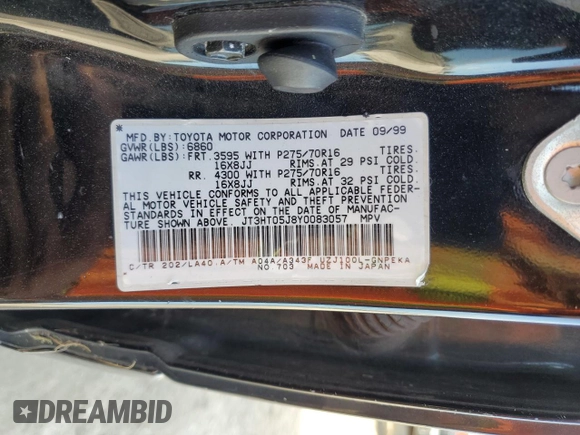 MFD.BY: TOYOTA MOTOR CORPORATION DATE 09/99
GVWR(LBS): 6860
GAWR(LBS): FRT. 3595 WITH P275/70R16 TIRES.
16X8JJ RIMS.AT 29 PSI COLD.
RR. 4300 WITH P275/70R16 TIRES.
16X8JJ RIMS.AT 32 PSI COLD.
THIS VEHICLE CONFORMS TO ALL APPLICABLE FEDER-
AL MOTOR VEHICLE SAFETY AND THEFT PREVENTION
STANDARDS IN EFFECT ON THE DATE OF MANUFAC-
TURE SHOWN ABOVE. JT3HT05J8Y0083057 MPV
C/TR 202/LA40. A/TM A04A/A343F UZJ100L-GNPEKA
NO 703 MADE IN JAPAN
DREAMBID